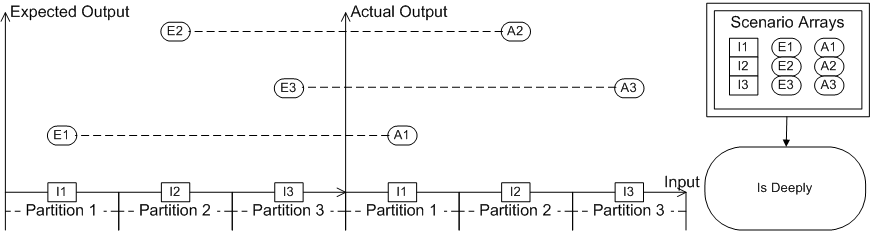 Expected Output
Actual Output
Scenario Arrays
I1 E1 A1
I2 E2 A2
I3 E3 A3
E2 A2
E3 A3
E1 A1
I1 I2 I3 I1 I2 I3 Input
Partition 1 Partition 2 Partition 3 Partition 1 Partition 2 Partition 3
Is Deeply